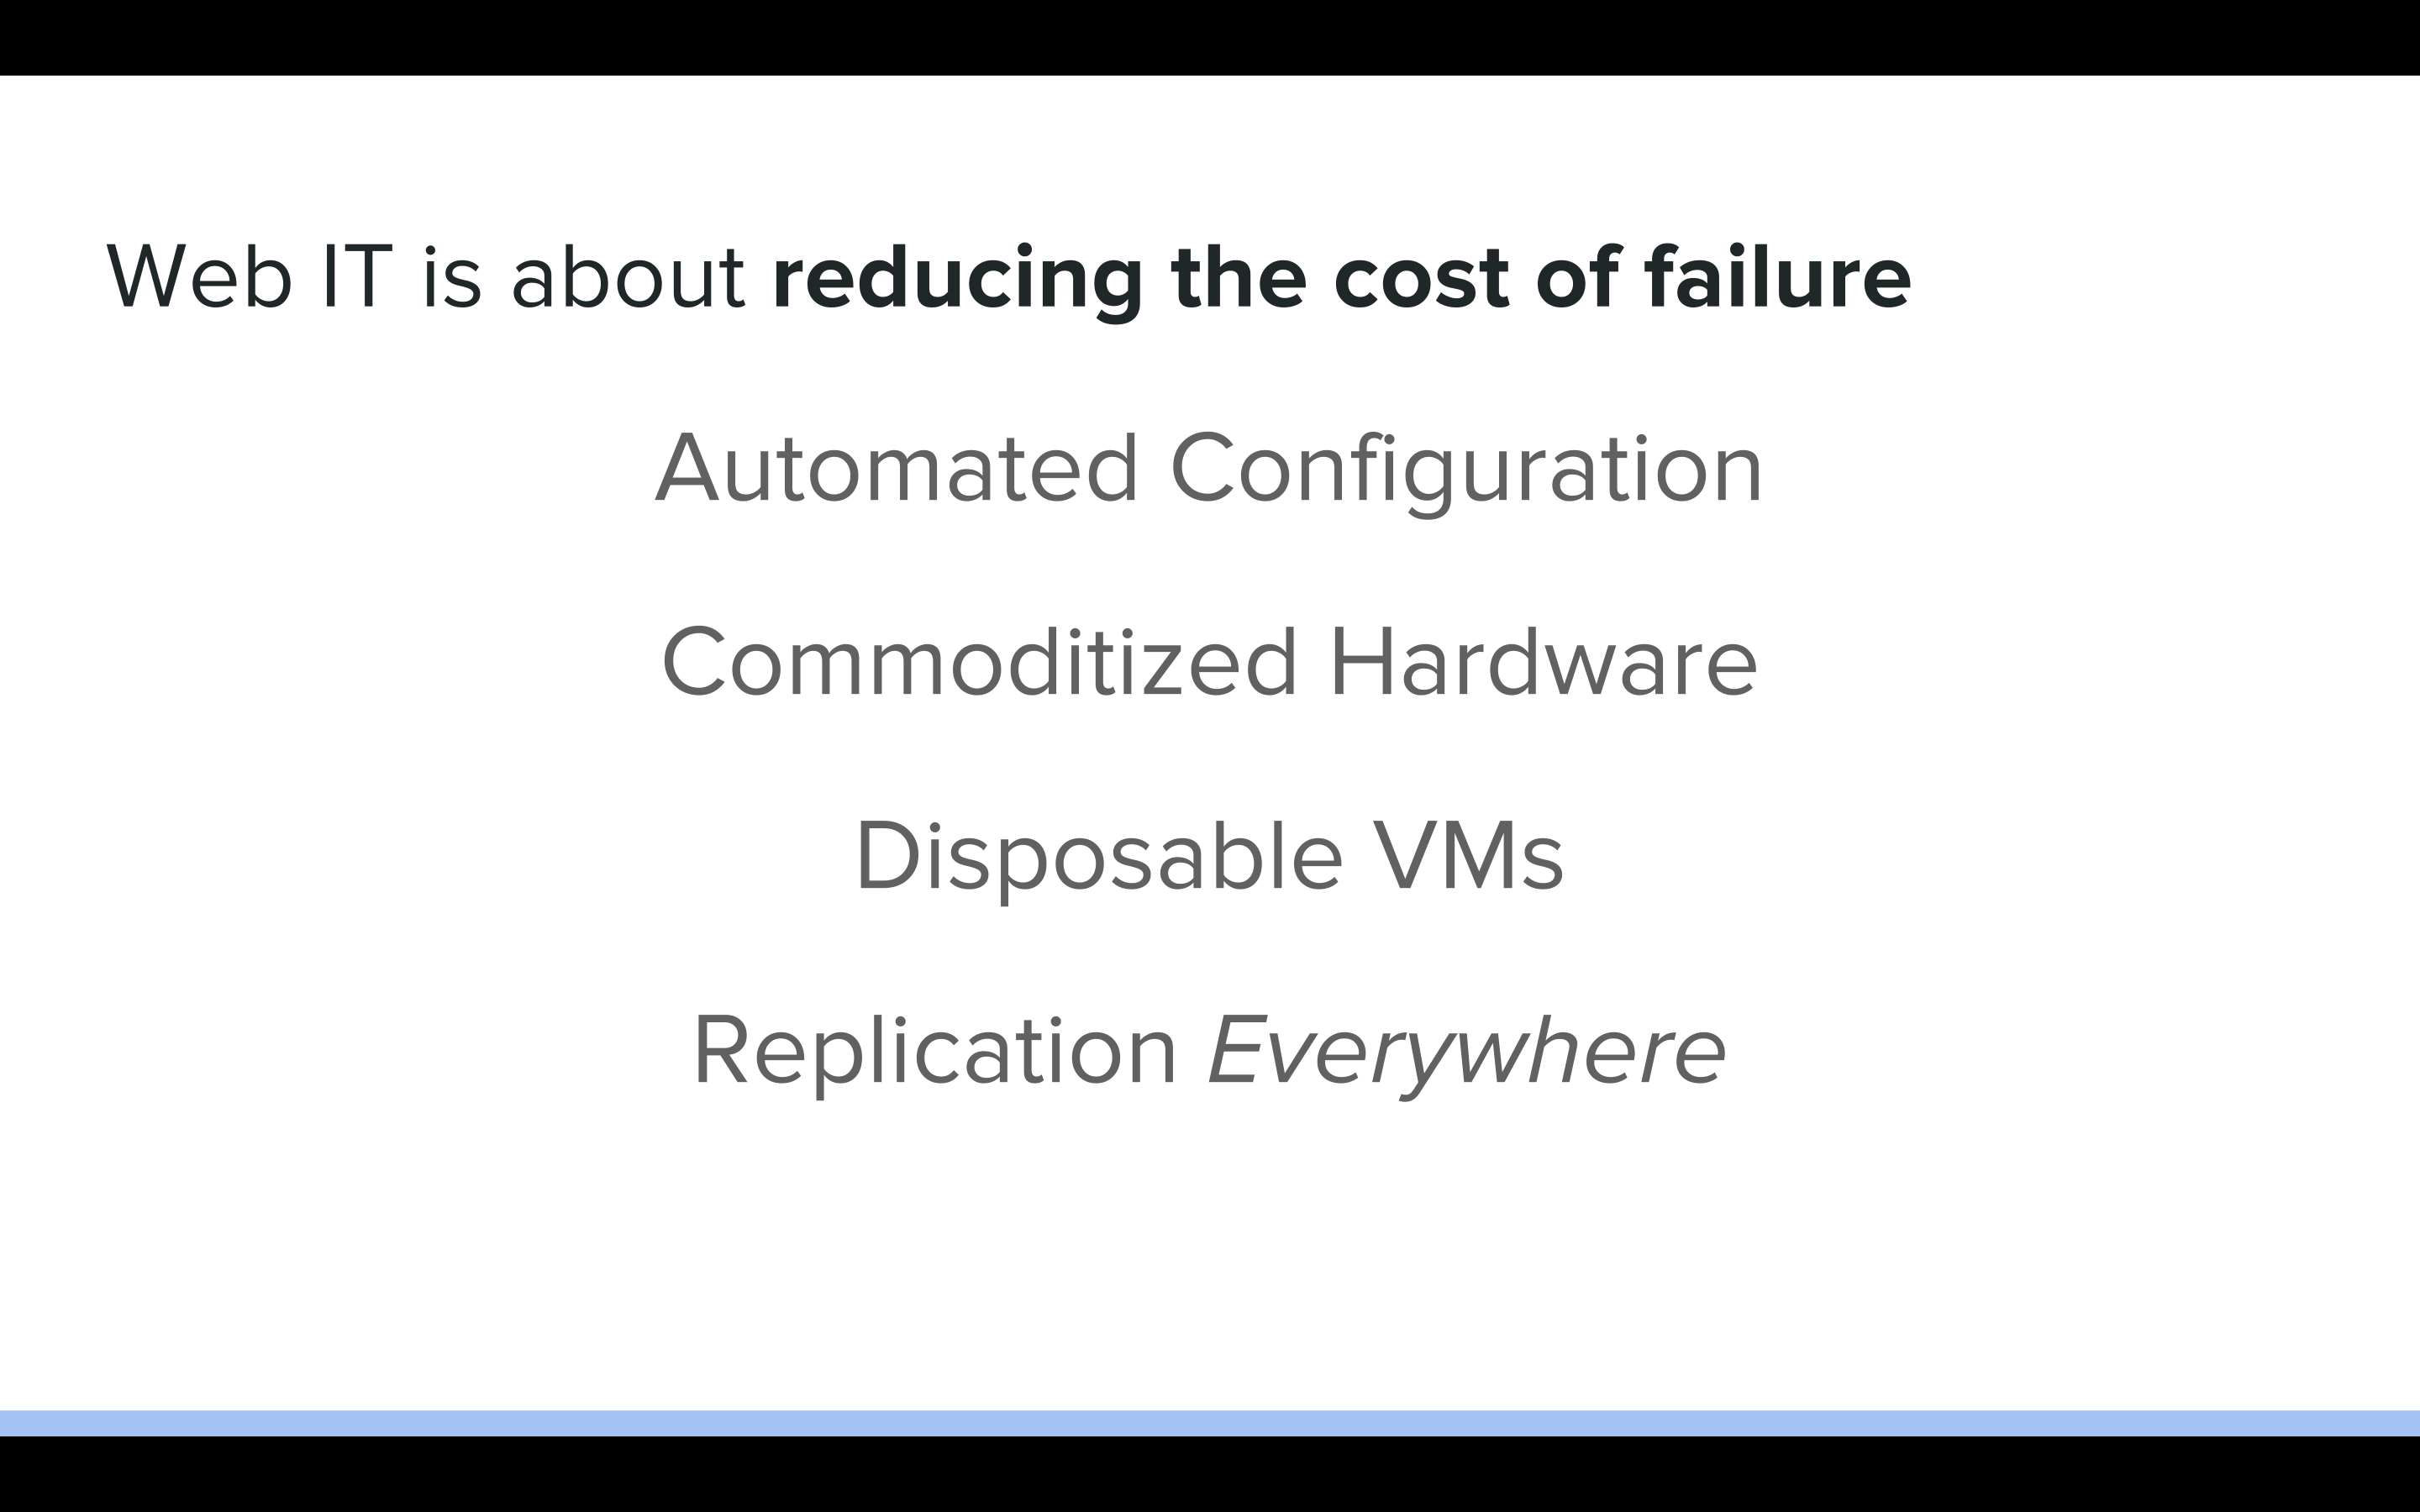 Web IT is about reducing the cost of failure
Automated Configuration
Commoditized Hardware
Disposable VMs
Replication Everywhere